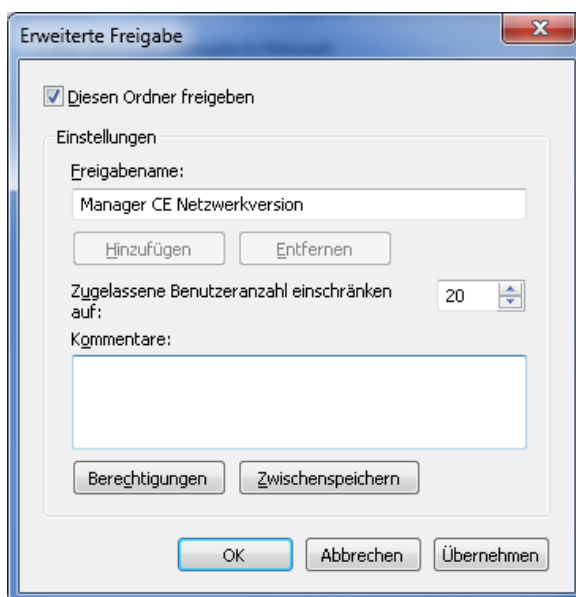 Erweiterte Freigabe
Diesen Ordner freigeben
Einstellungen
Freigabename:
Manager CE Netzwerkversion
Hinzufügen Entfernen
Zugelassene Benutzeranzahl einschränken 20
auf:
Kommentare:
Berechtigungen Zwischenspeichern
OK Abbrechen Übernehmen